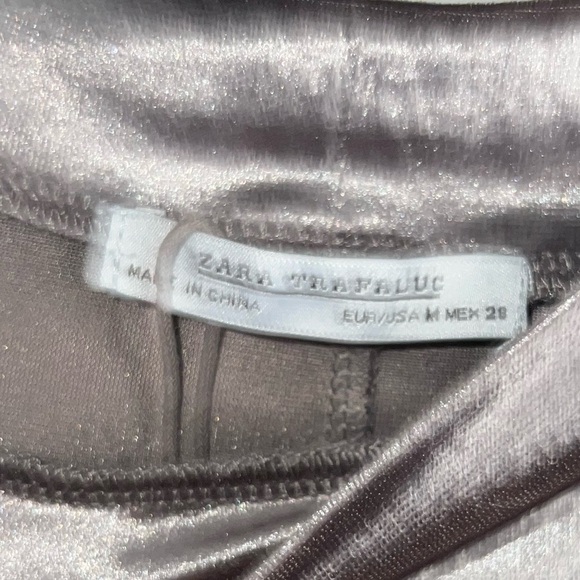 ZARA TRAFALUC
MADE IN CHINA
EUR/USA M MEX 28